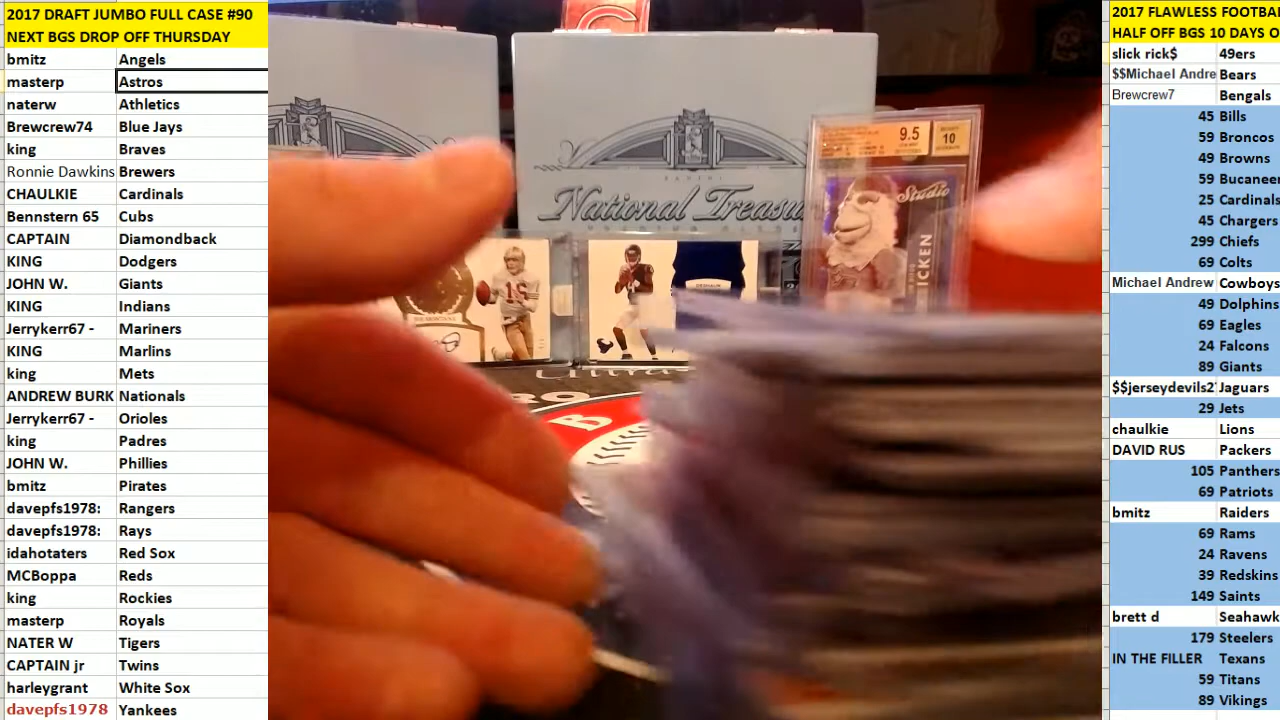 2017 DRAFT JUMBO FULL CASE #90
NEXT BGS DROP OFF THURSDAY
bmitz Angels
masterp Astros
naterw Athletics
Brewcrew74 Blue Jays
king Braves
Ronnie Dawkins Brewers
CHAULKIE Cardinals
Bennstern 65 Cubs
CAPTAIN Diamondback
KING Dodgers
JOHN W. Giants
KING Indians
Jerrykerr67 - Mariners
KING Marlins
king Mets
ANDREW BURK Nationals
Jerrykerr67 - Orioles
king Padres
JOHN W. Phillies
bmitz Pirates
davepfs1978: Rangers
davepfs1978: Rays
idahotaters Red Sox
MCBoppa Reds
king Rockies
masterp Royals
NATER W Tigers
CAPTAIN jr Twins
harleygrant White Sox
davepfs1978 Yankees
PANINI
National Treasu
9.5
10
Studio
ICKEN
B
2017 FLAWLESS FOOTBA
HALF OFF BGS 10 DAYS O
slick rick$ 49ers
$$Michael Andre Bears
Brewcrew7 Bengals
45 Bills
59 Broncos
49 Browns
59 Bucaneer
25 Cardinals
45 Chargers
299 Chiefs
69 Colts
Michael Andrew Cowboys
49 Dolphins
69 Eagles
24 Falcons
89 Giants
$$jerseydevils2 Jaguars
29 Jets
chaulkie Lions
DAVID RUS Packers
105 Panthers
69 Patriots
bmitz Raiders
69 Rams
24 Ravens
39 Redskins
149 Saints
brett d Seahawk
179 Steelers
IN THE FILLER Texans
59 Titans
89 Vikings